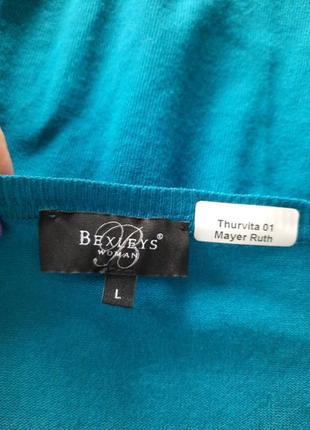 BEXLEYS®
WOMAN
L
Thurvita 01
Mayer Ruth